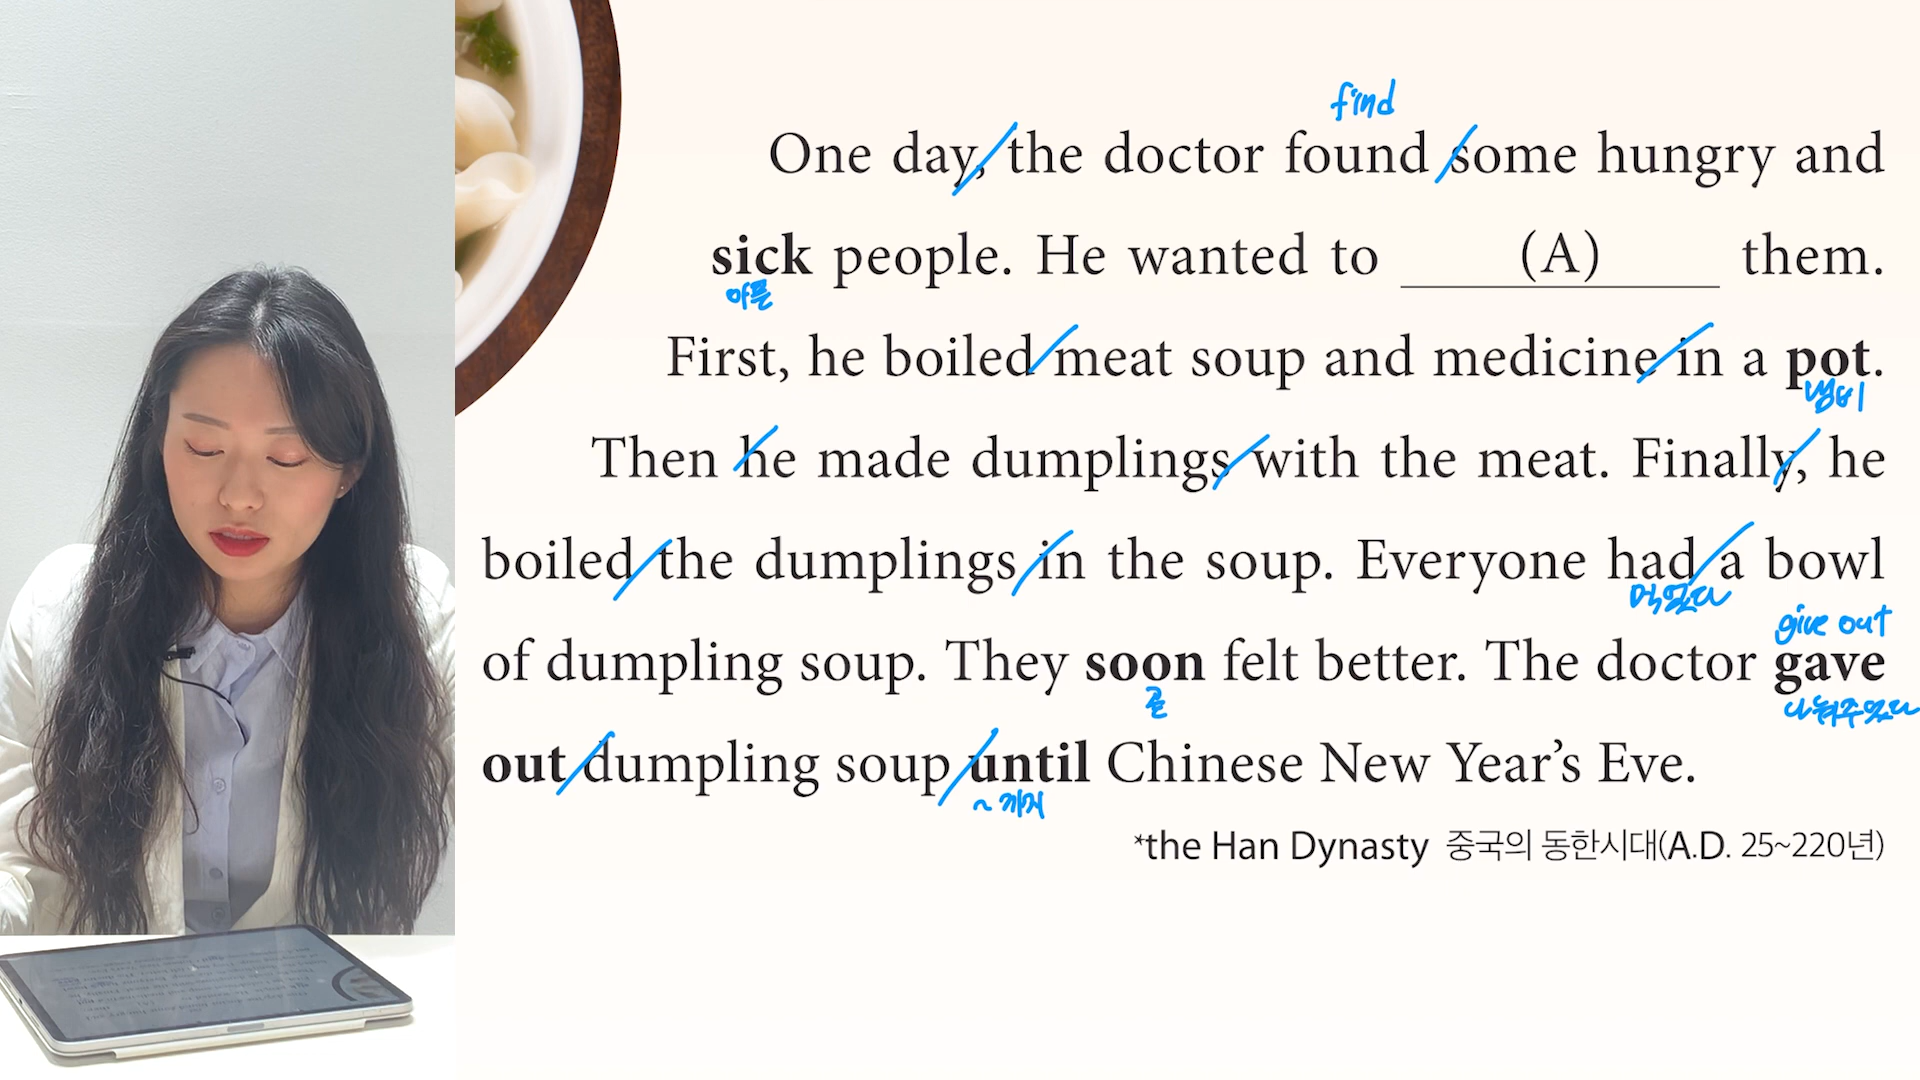 find
One day, the doctor found some hungry and
sick people. He wanted to (A) them.
아픈
First, he boiled meat soup and medicine in a pot.
냄비
Then he made dumplings with the meat. Finally, he
boiled the dumplings in the soup. Everyone had a bowl
먹었다
give out
of dumpling soup. They soon felt better. The doctor gave
곧
나눠주었다
out dumpling soup until Chinese New Year's Eve.
~까지
*the Han Dynasty 중국의 동한시대(A.D. 25~220년)